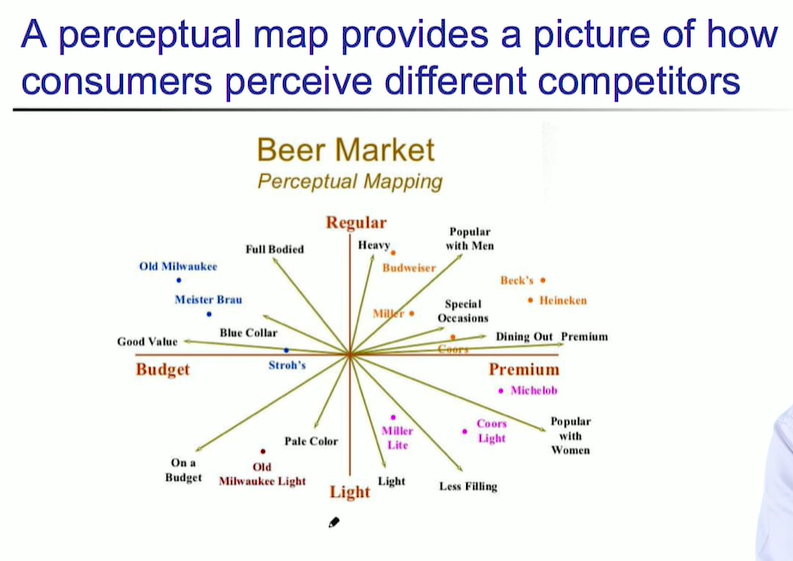 A perceptual map provides a picture of how
consumers perceive different competitors
Beer Market
Perceptual Mapping
Regular
Popular
with Men
Full Bodied
Heavy
Old Milwaukee
Budweiser
Beck's
Meister Brau
Heineken
Miller
Special
Occasions
Blue Collar
Good Value
Dining Out
Premium
Coors
Budget
Stroh's
Premium
Michelob
Popular
with
Women
Coors
Light
Miller
Lite
Pale Color
On a
Budget
Old
Milwaukee Light
Light
Light
Less Filling